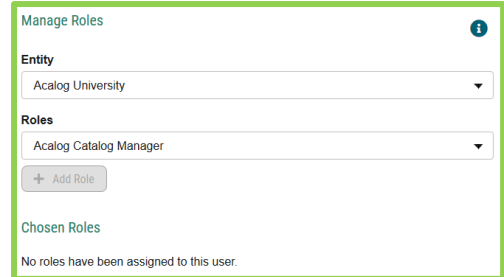 Manage Roles
Entity
Acalog University
Roles
Acalog Catalog Manager
+ Add Role
Chosen Roles
No roles have been assigned to this user.